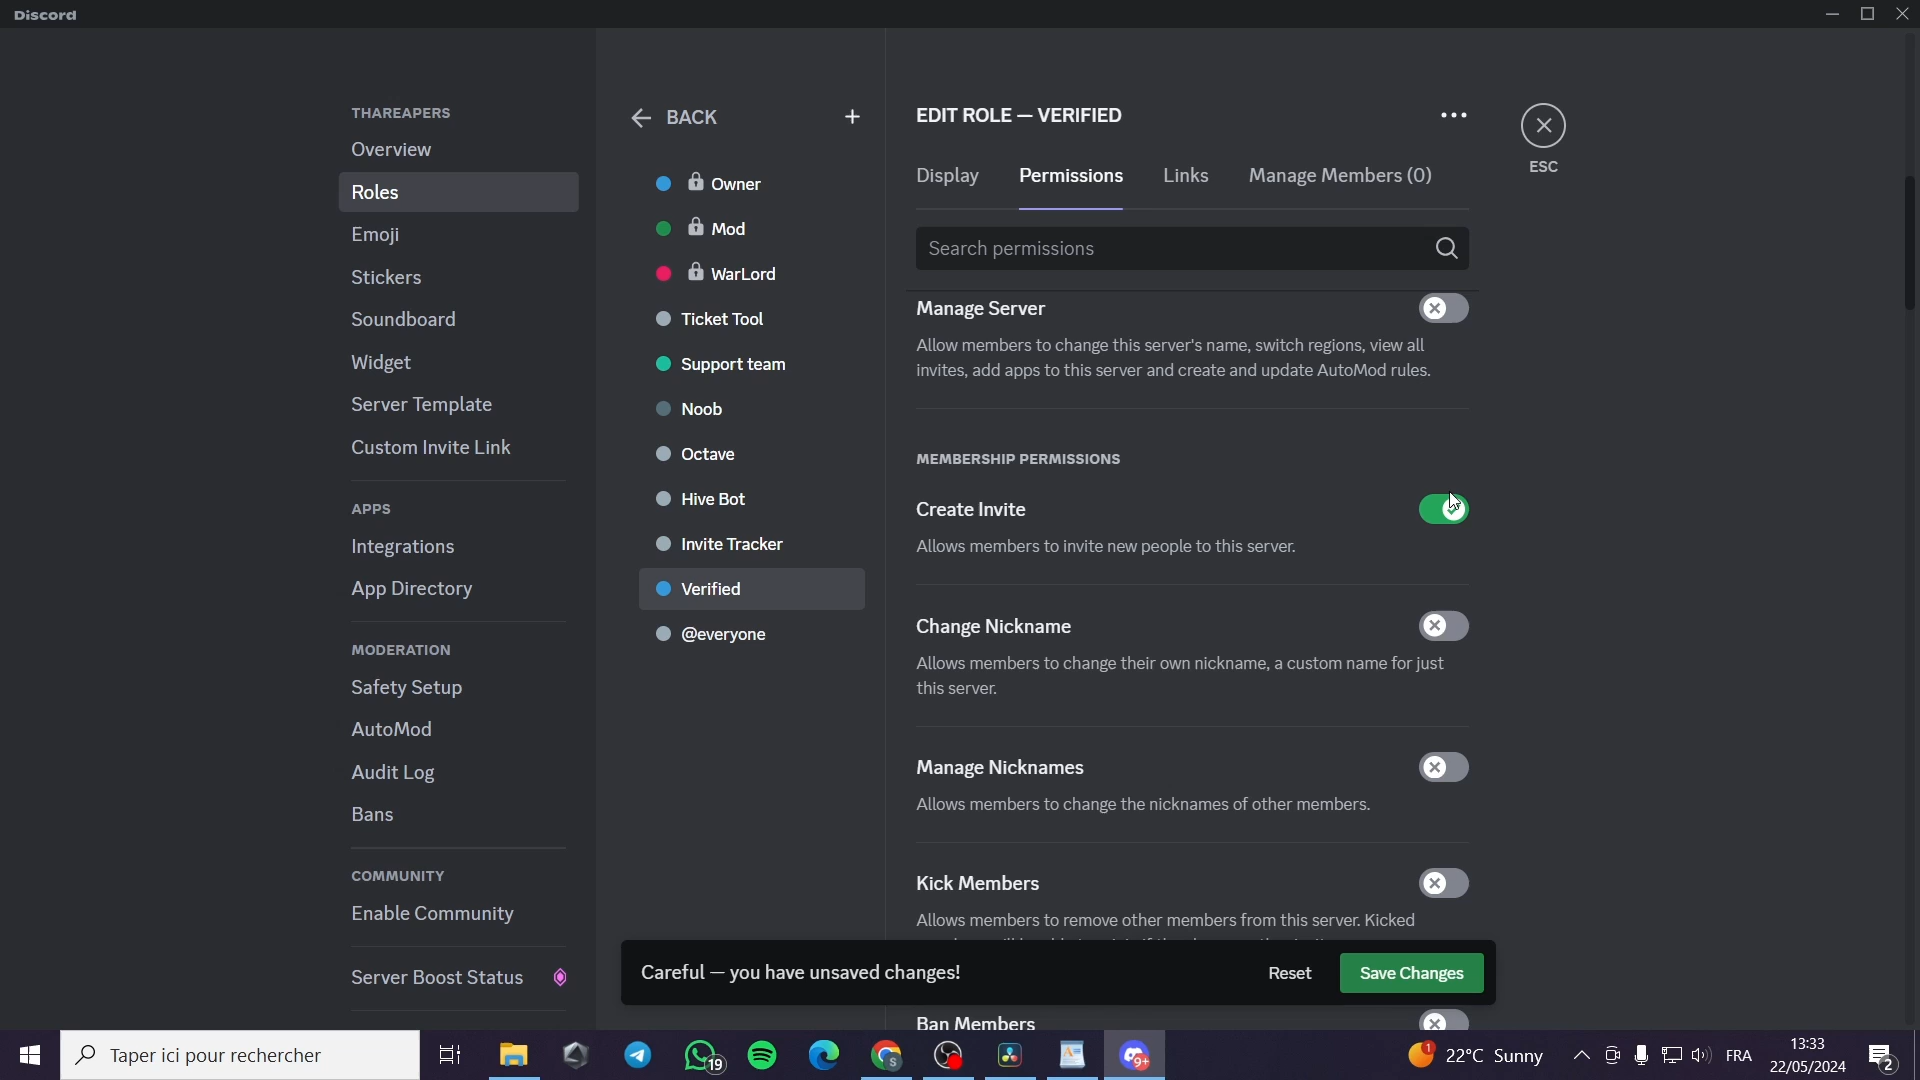 Discord
THAREAPERS
Overview
Roles
Emoji
Stickers
Soundboard
Widget
Server Template
Custom Invite Link
APPS
Integrations
App Directory
MODERATION
Safety Setup
AutoMod
Audit Log
Bans
COMMUNITY
Enable Community
Server Boost Status
BACK
Owner
Mod
WarLord
Ticket Tool
Support team
Noob
Octave
Hive Bot
Invite Tracker
Verified
@everyone
EDIT ROLE — VERIFIED
ESC
Display Permissions Links Manage Members (0)
Search permissions
Manage Server
Allow members to change this server's name, switch regions, view all
invites, add apps to this server and create and update AutoMod rules.
MEMBERSHIP PERMISSIONS
Create Invite
Allows members to invite new people to this server.
Change Nickname
Allows members to change their own nickname, a custom name for just
this server.
Manage Nicknames
Allows members to change the nicknames of other members.
Kick Members
Allows members to remove other members from this server. Kicked
Careful — you have unsaved changes!
Reset
Save Changes
Ban Members
Taper ici pour rechercher
19
S
9+
1
22°C Sunny
FRA
13:33
22/05/2024
2